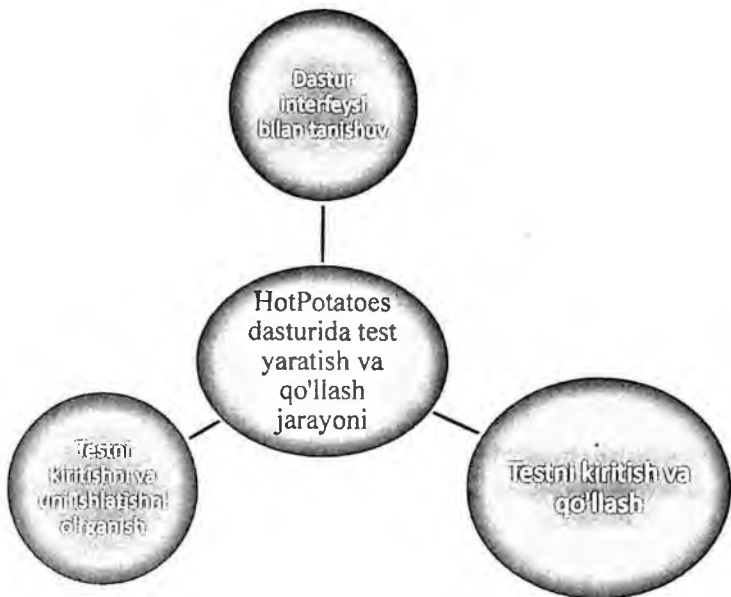 Dastur
interfeysi
bilan tanishuv
HotPotatoes
dasturida test
yaratish va
qo'llash
jarayoni
Testni
kiritishni va
uni ishlatishni
o'rganish
Testni kiritish va
qo'llash